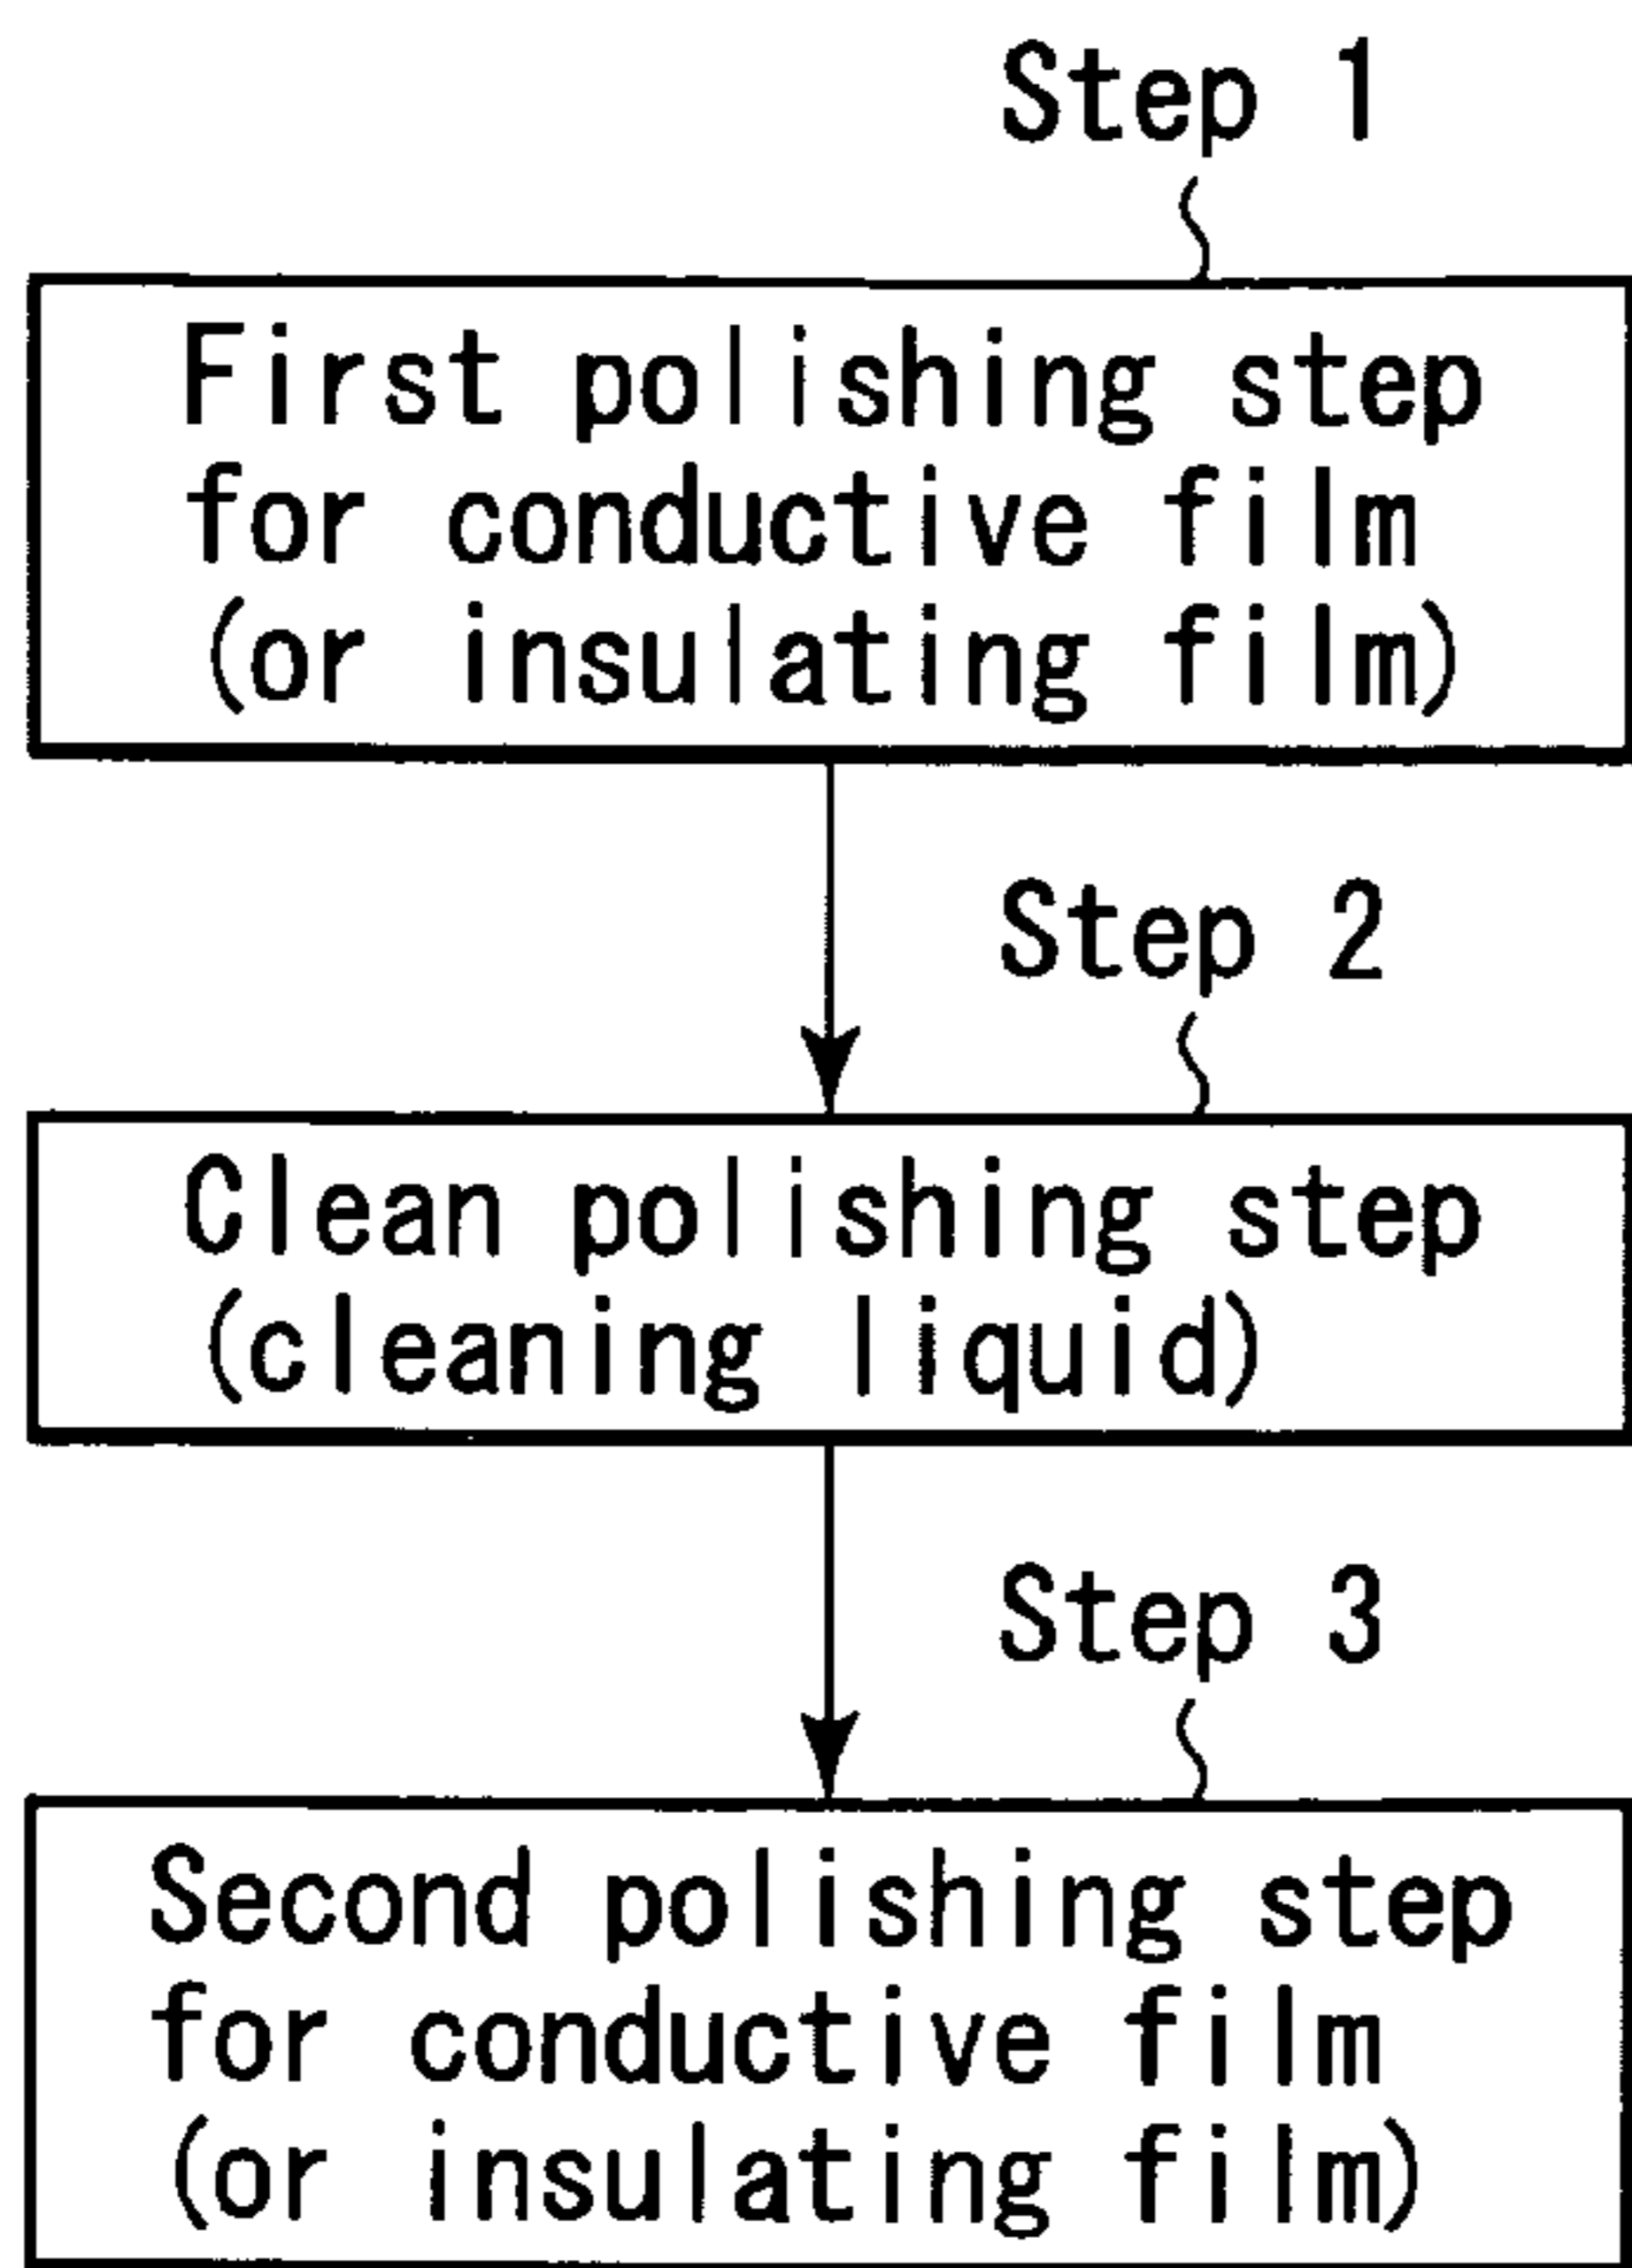 Step 1
First polishing step
for conductive film
(or insulating film)
Step 2
Clean polishing step
(cleaning liquid)
Step 3
Second polishing step
for conductive film
(or insulating film)